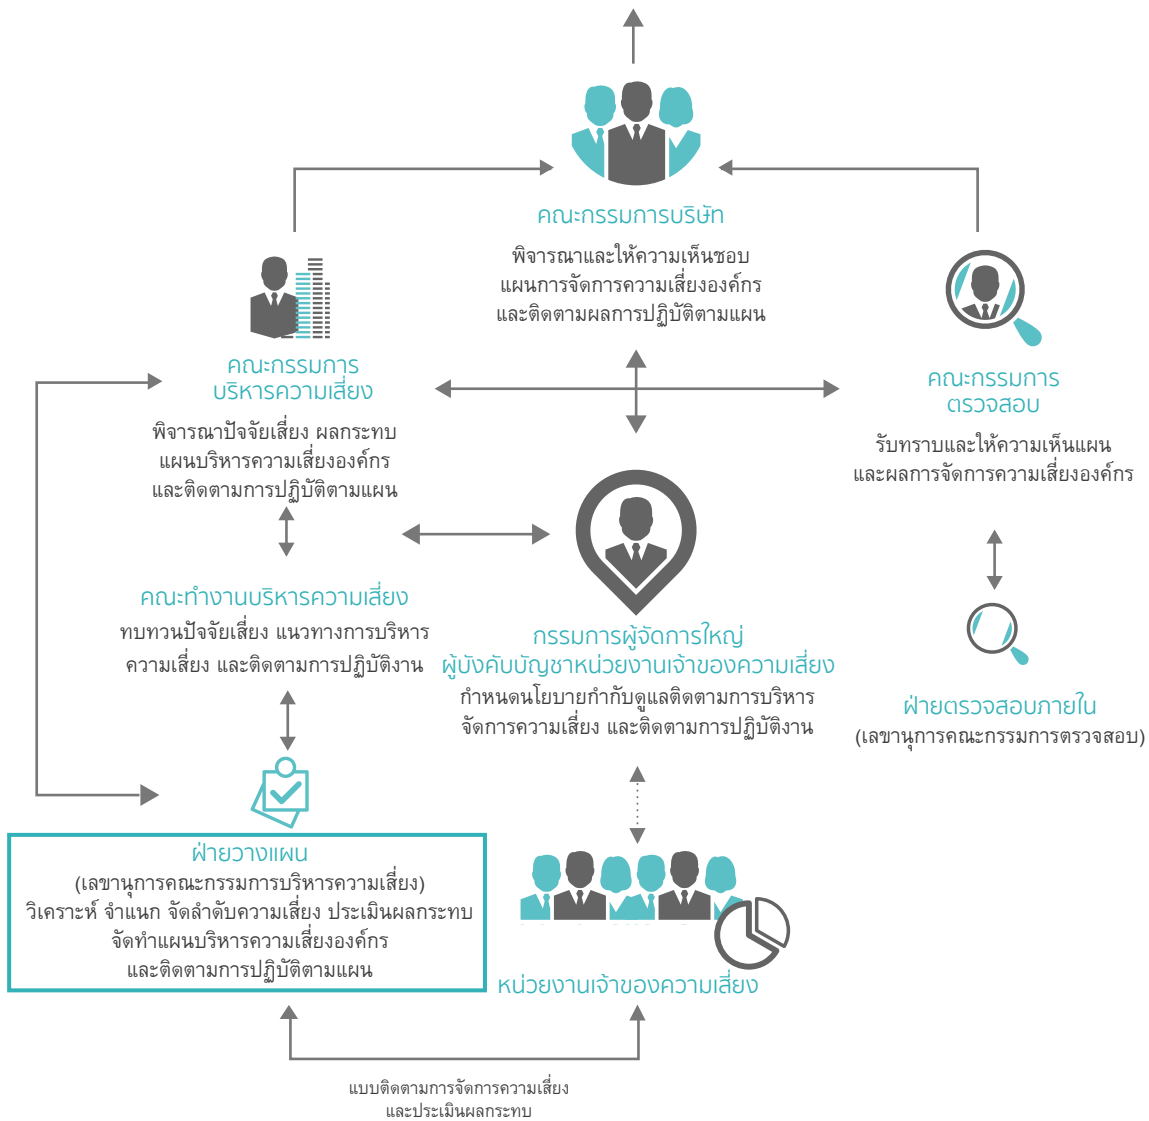 คณะกรรมการบริษัท
พิจารณาและให้ความเห็นชอบ
แผนการจัดการความเสี่ยงองค์กร
และติดตามผลการปฏิบัติตามแผน
คณะกรรมการ
บริหารความเสี่ยง
พิจารณาปัจจัยเสี่ยง ผลกระทบ
แผนบริหารความเสี่ยงองค์กร
และติดตามการปฏิบัติตามแผน
คณะกรรมการ
ตรวจสอบ
รับทราบและให้ความเห็นแผน
และผลการจัดการความเสี่ยงองค์กร
คณะทำงานบริหารความเสี่ยง
ทบทวนปัจจัยเสี่ยง แนวทางการบริหาร
ความเสี่ยง และติดตามการปฏิบัติงาน
กรรมการผู้จัดการใหญ่
ผู้บังคับบัญชาหน่วยงานเจ้าของความเสี่ยง
กำหนดนโยบายกำกับดูแลติดตามการบริหาร
จัดการความเสี่ยง และติดตามการปฏิบัติงาน
ฝ่ายตรวจสอบภายใน
(เลขานุการคณะกรรมการตรวจสอบ)
ฝ่ายวางแผน
(เลขานุการคณะกรรมการบริหารความเสี่ยง)
วิเคราะห์ จำแนก จัดลำดับความเสี่ยง ประเมินผลกระทบ
จัดทำแผนบริหารความเสี่ยงองค์กร
และติดตามการปฏิบัติตามแผน
หน่วยงานเจ้าของความเสี่ยง
แบบติดตามการจัดการความเสี่ยง
และประเมินผลกระทบ